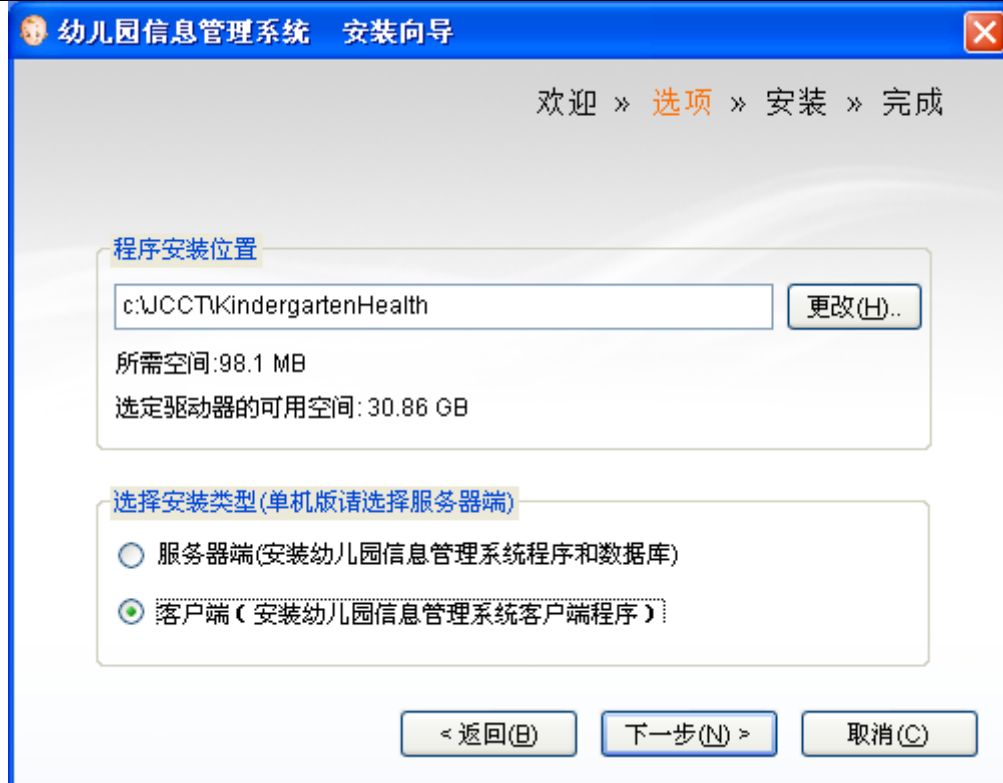 幼儿园信息管理系统 安装向导
欢迎 » 选项 » 安装 » 完成
程序安装位置
c:\JCCT\KindergartenHealth
更改(H)..
所需空间:98.1 MB
选定驱动器的可用空间: 30.86 GB
选择安装类型(单机版请选择服务器端)
服务器端(安装幼儿园信息管理系统程序和数据库)
客户端(安装幼儿园信息管理系统客户端程序)
<返回(B) 下一步(N) > 取消(C)